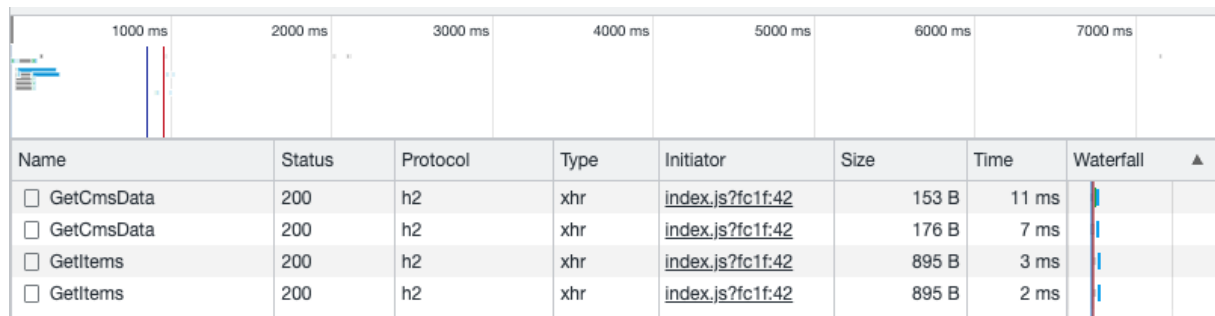 1000 ms 2000 ms 3000 ms 4000 ms 5000 ms 6000 ms 7000 ms
Name Status Protocol Type Initiator Size Time Waterfall ▲
GetCmsData 200 h2 xhr index.js?fc1f:42 153 B 11 ms
GetCmsData 200 h2 xhr index.js?fc1f:42 176 B 7 ms
GetItems 200 h2 xhr index.js?fc1f:42 895 B 3 ms
GetItems 200 h2 xhr index.js?fc1f:42 895 B 2 ms